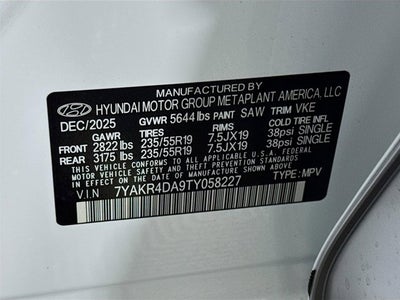 MANUFACTURED BY
HYUNDAI MOTOR GROUP METAPLANT AMERICA, LLC
DEC/2025 GVWR 5644 lbs PAINT SAW TRIM VKE
TIRES RIMS COLD TIRE INF
FRONT 2822 lbs 235/55R19 7.5JX19 38psi SINGLE
REAR 3175 lbs 235/55R19 7.5JX19 38psi SINGLE
THIS VEHICLE CONFORMS TO ALL APPLICABLE
U.S. FEDERAL MOTOR VEHICLE SAFETY AND THEFT
PREVENTION STANDARDS IN EFFECT ON THE DATE OF
MANUFACTURE SHOWN ABOVE.
V.I.N 7YAKR4DA9TY058227
TYPE: MPV